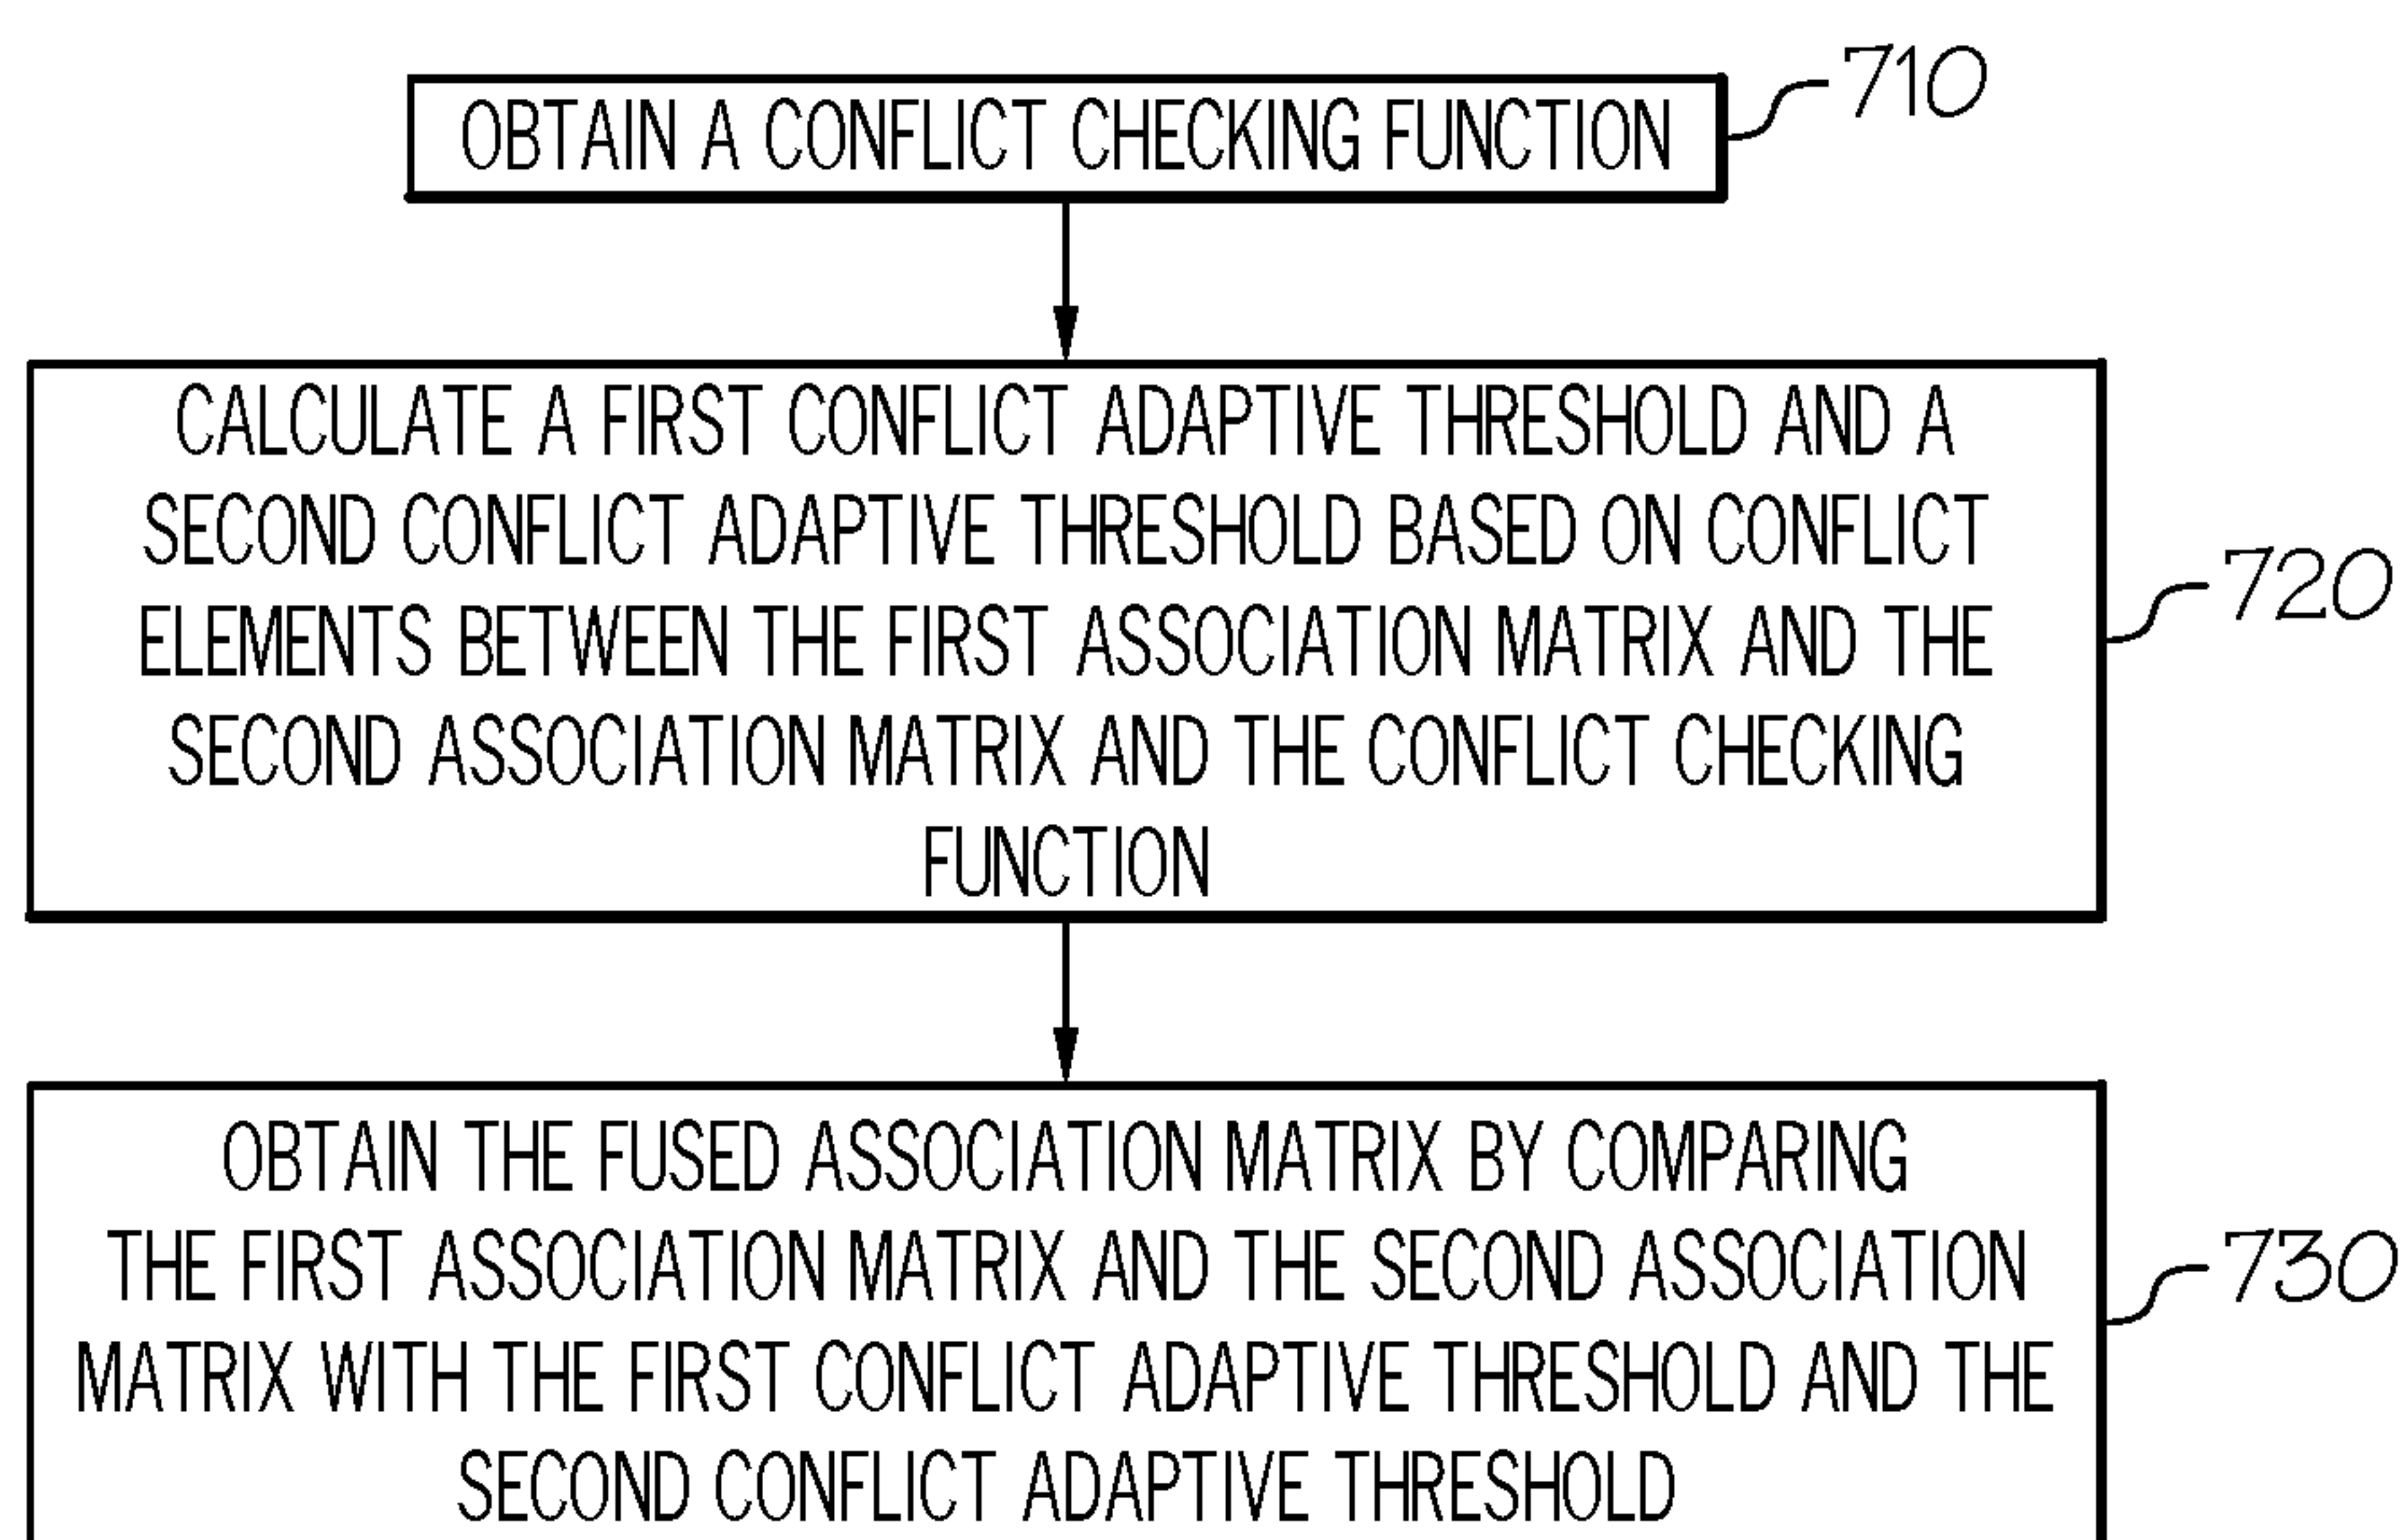 OBTAIN A CONFLICT CHECKING FUNCTION
710
CALCULATE A FIRST CONFLICT ADAPTIVE THRESHOLD AND A
SECOND CONFLICT ADAPTIVE THRESHOLD BASED ON CONFLICT
ELEMENTS BETWEEN THE FIRST ASSOCIATION MATRIX AND THE
SECOND ASSOCIATION MATRIX AND THE CONFLICT CHECKING
FUNCTION
720
OBTAIN THE FUSED ASSOCIATION MATRIX BY COMPARING
THE FIRST ASSOCIATION MATRIX AND THE SECOND ASSOCIATION
MATRIX WITH THE FIRST CONFLICT ADAPTIVE THRESHOLD AND THE
SECOND CONFLICT ADAPTIVE THRESHOLD
730